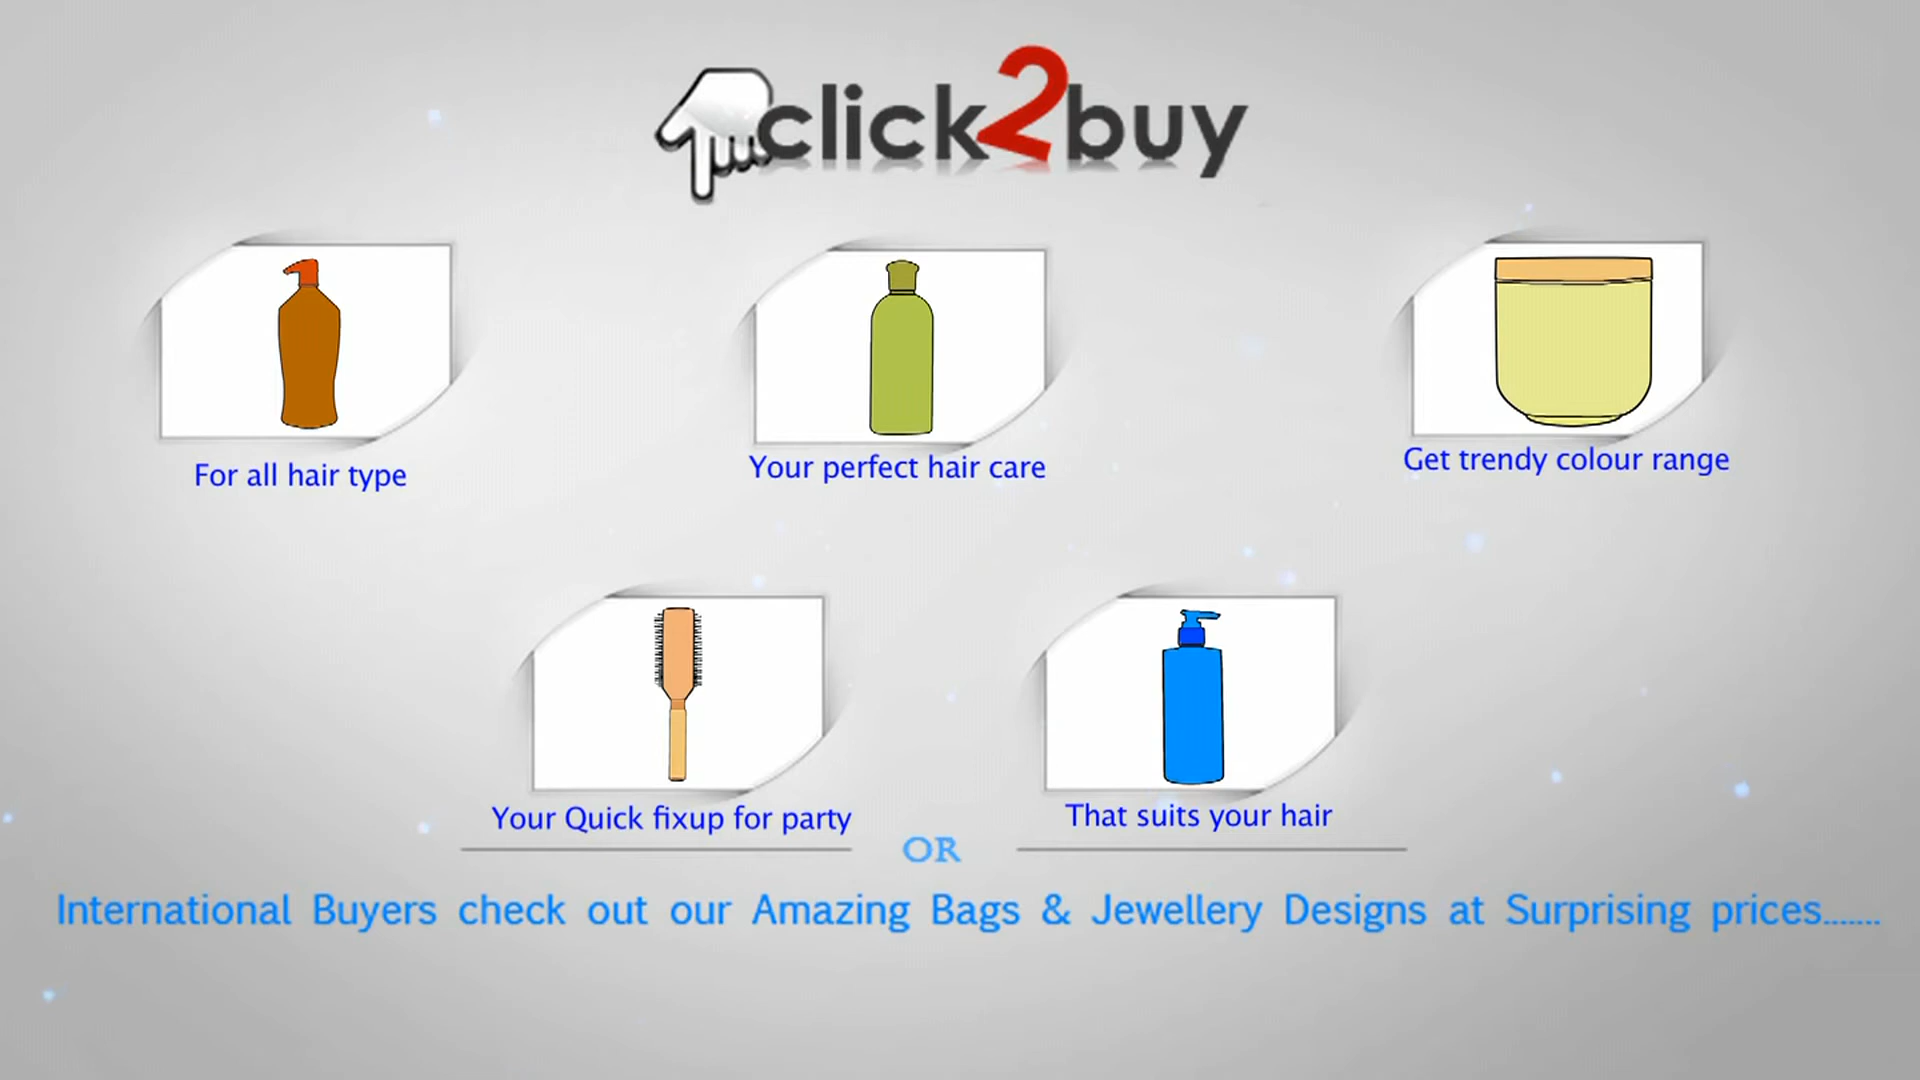 click2buy
For all hair type
Your perfect hair care
Get trendy colour range
Your Quick fixup for party
That suits your hair
OR
International Buyers check out our Amazing Bags & Jewellery Designs at Surprising prices.......